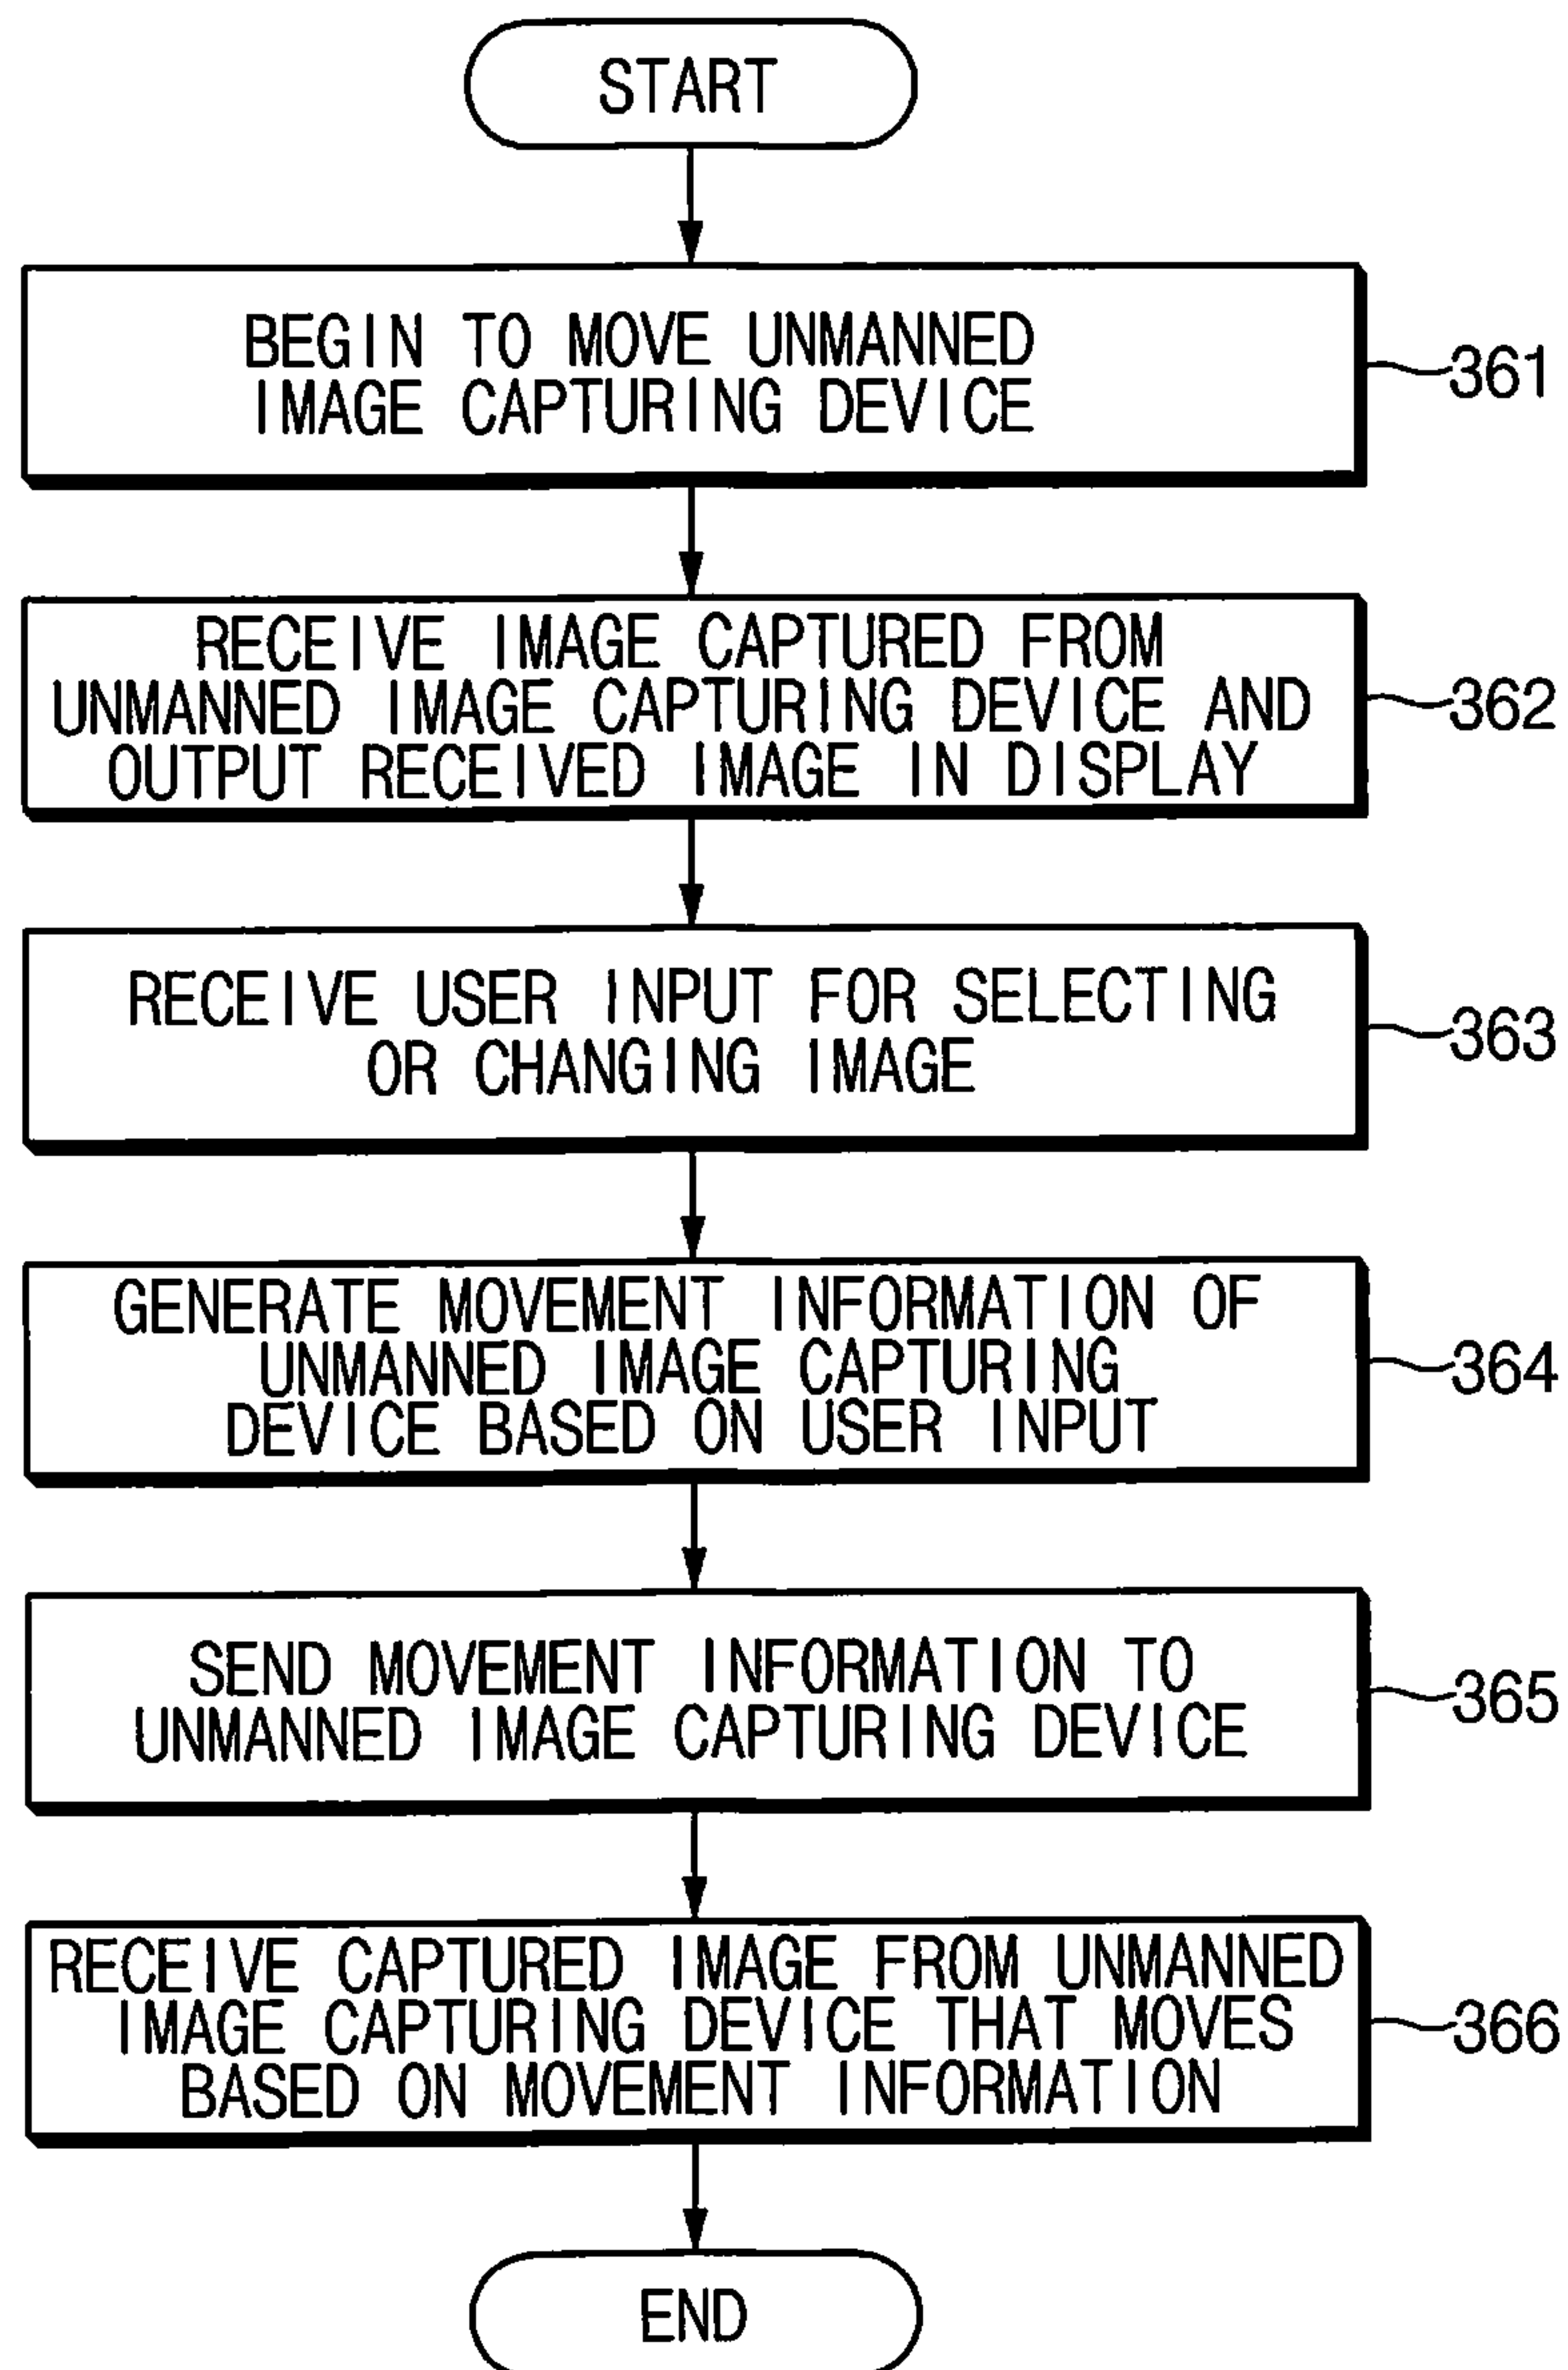 START
BEGIN TO MOVE UNMANNED
IMAGE CAPTURING DEVICE
361
RECEIVE IMAGE CAPTURED FROM
UNMANNED IMAGE CAPTURING DEVICE AND
OUTPUT RECEIVED IMAGE IN DISPLAY
362
RECEIVE USER INPUT FOR SELECTING
OR CHANGING IMAGE
363
GENERATE MOVEMENT INFORMATION OF
UNMANNED IMAGE CAPTURING
DEVICE BASED ON USER INPUT
364
SEND MOVEMENT INFORMATION TO
UNMANNED IMAGE CAPTURING DEVICE
365
RECEIVE CAPTURED IMAGE FROM UNMANNED
IMAGE CAPTURING DEVICE THAT MOVES
BASED ON MOVEMENT INFORMATION
366
END